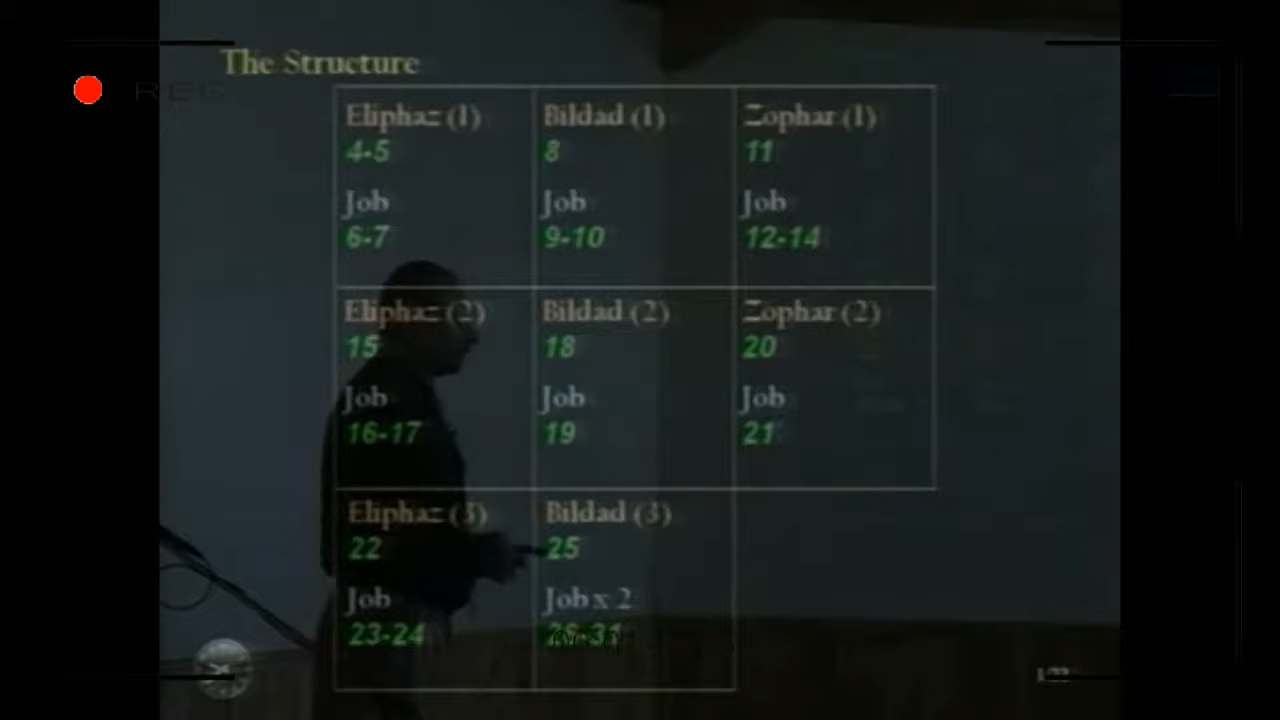 The Structure
REC
Eliphaz (1)
4-5
Job
6-7
Bildad (1)
8
Job
9-10
Zophar (1)
11
Job
12-14
Eliphaz (2)
15
Job
16-17
Bildad (2)
18
Job
19
Zophar (2)
20
Job
21
Eliphaz (3)
22
Job
23-24
Bildad (3)
25
Job x 2